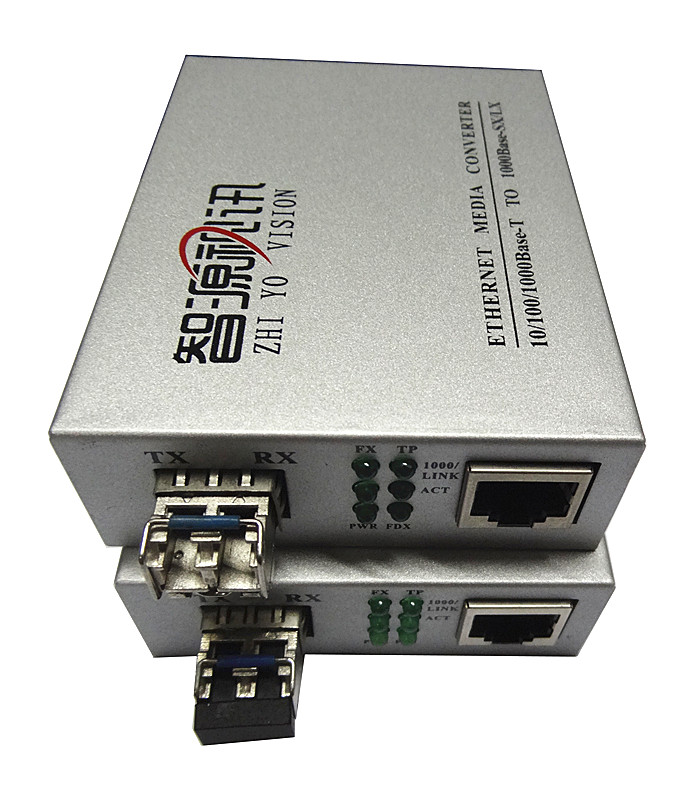 智源视讯
ZHI YO VISION
ETHERNET MEDIA CONVERTER
10/100/1000Base-T TO 1000Base-SX/LX
TX RX
FX TP
1000/
LINK
ACT
PWR FDX
RX
FX TP
1000/
LINK
ACT